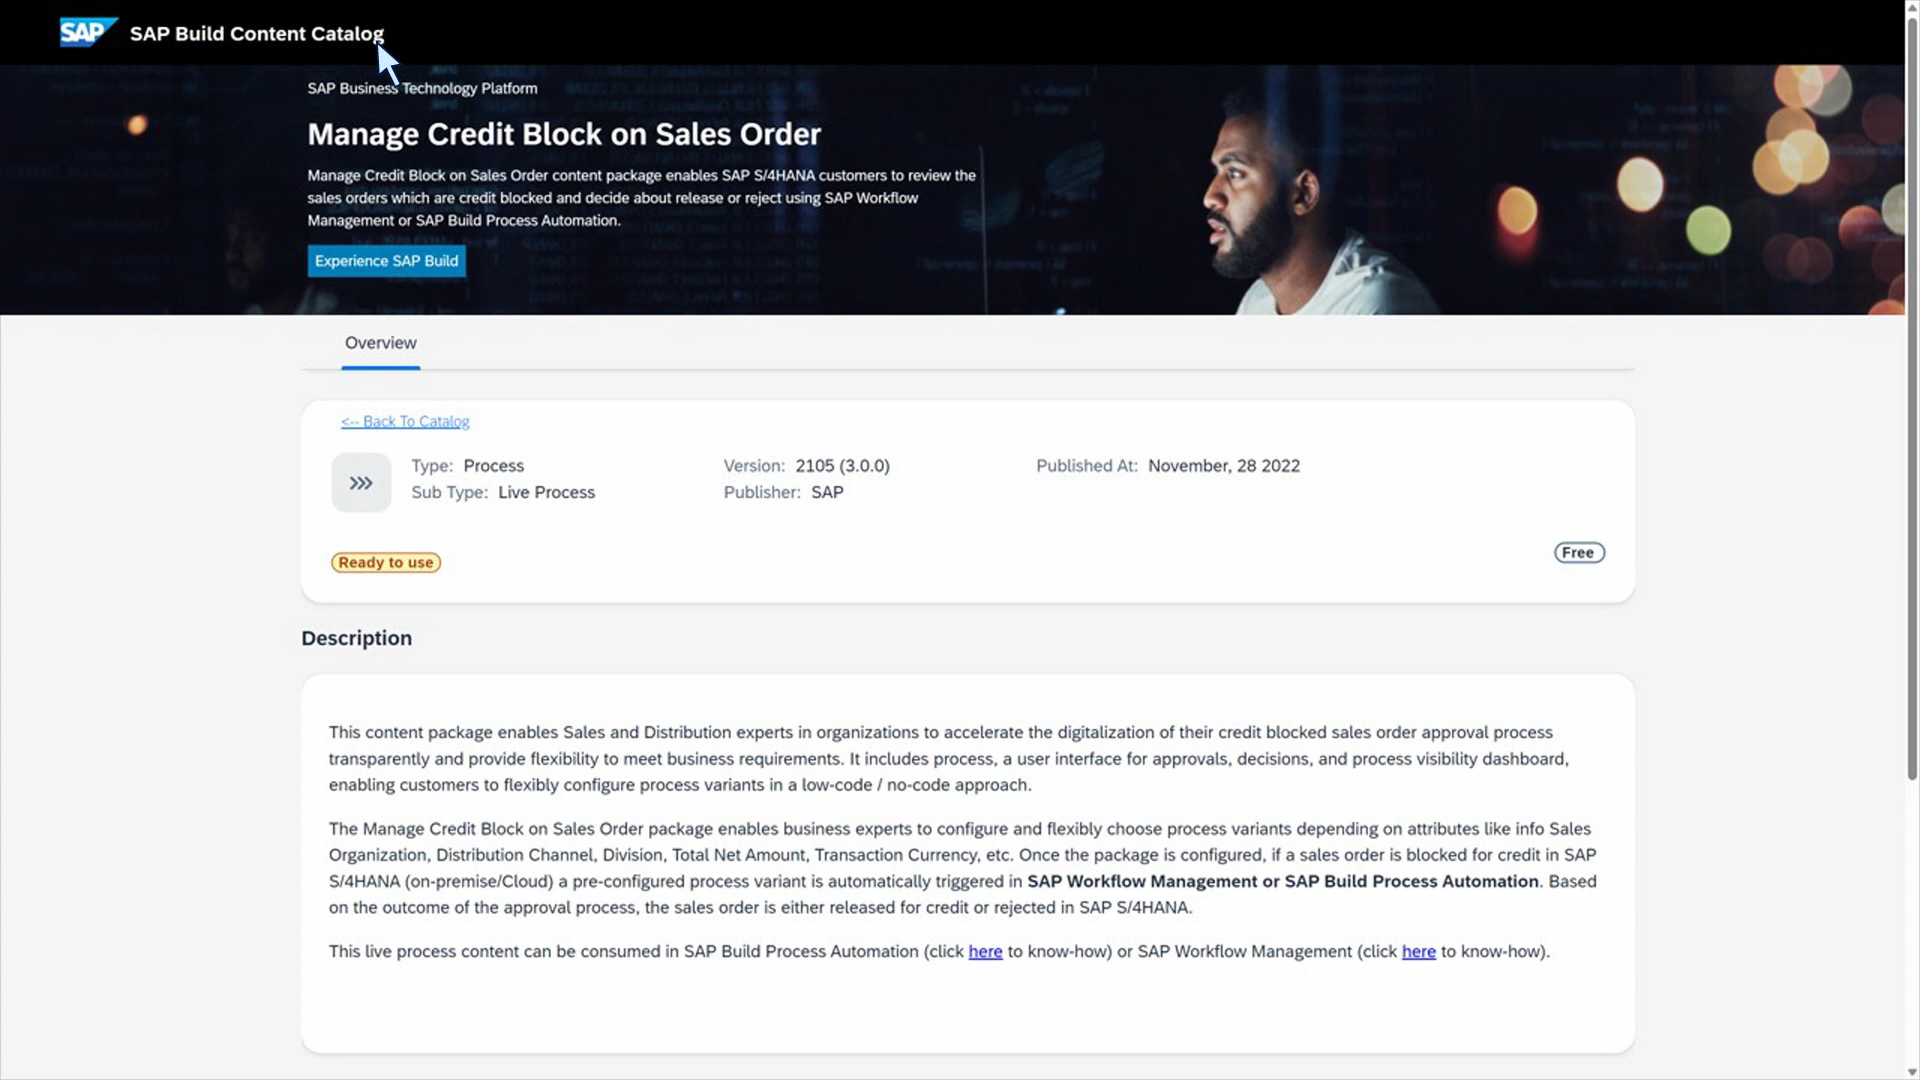 SAP SAP Build Content Catalog
SAP Business Technology Platform
Manage Credit Block on Sales Order
Manage Credit Block on Sales Order content package enables SAP S/4HANA customers to review the
sales orders which are credit blocked and decide about release or reject using SAP Workflow
Management or SAP Build Process Automation.
Experience SAP Build
Overview
<-- Back To Catalog
Type: Process Version: 2105 (3.0.0) Published At: November, 28 2022
Sub Type: Live Process Publisher: SAP
Free
Ready to use
Description
This content package enables Sales and Distribution experts in organizations to accelerate the digitalization of their credit blocked sales order approval process
transparently and provide flexibility to meet business requirements. It includes process, a user interface for approvals, decisions, and process visibility dashboard,
enabling customers to flexibly configure process variants in a low-code / no-code approach.
The Manage Credit Block on Sales Order package enables business experts to configure and flexibly choose process variants depending on attributes like info Sales
Organization, Distribution Channel, Division, Total Net Amount, Transaction Currency, etc. Once the package is configured, if a sales order is blocked for credit in SAP
S/4HANA (on-premise/Cloud) a pre-configured process variant is automatically triggered in SAP Workflow Management or SAP Build Process Automation. Based
on the outcome of the approval process, the sales order is either released for credit or rejected in SAP S/4HANA.
This live process content can be consumed in SAP Build Process Automation (click here to know-how) or SAP Workflow Management (click here to know-how).